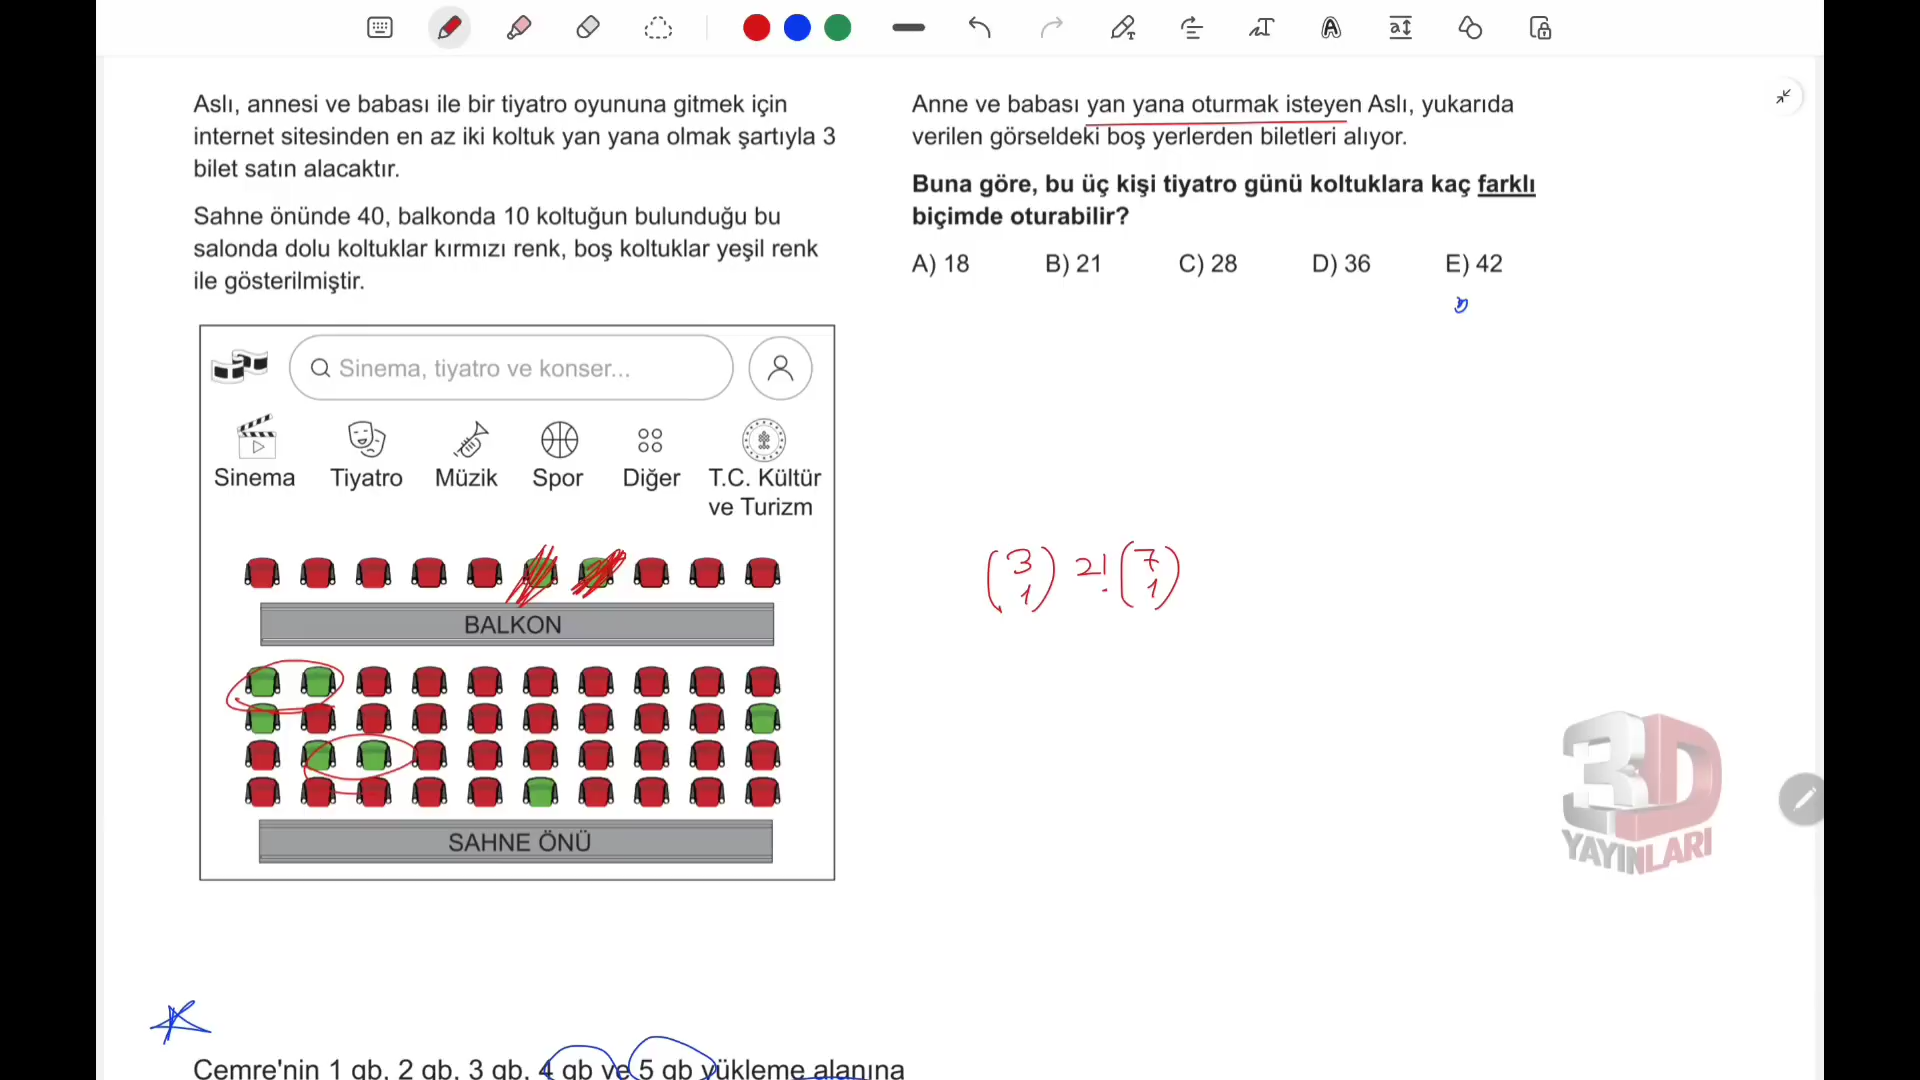 Aslı, annesi ve babası ile bir tiyatro oyununa gitmek için
internet sitesinden en az iki koltuk yan yana olmak şartıyla 3
bilet satın alacaktır.
Sahne önünde 40, balkonda 10 koltuğun bulunduğu bu
salonda dolu koltuklar kırmızı renk, boş koltuklar yeşil renk
ile gösterilmiştir.
Sinema, tiyatro ve konser...
Sinema Tiyatro Müzik Spor Diğer T.C. Kültür
ve Turizm
BALKON
SAHNE ÖNÜ
Anne ve babası yan yana oturmak isteyen Aslı, yukarıda
verilen görseldeki boş yerlerden biletleri alıyor.
Buna göre, bu üç kişi tiyatro günü koltuklara kaç farklı
biçimde oturabilir?
A) 18 B) 21 C) 28 D) 36 E) 42
(3 1) 2! (7 1)
3D
YAYINLARI
Cemre'nin 1 gb, 2 gb, 3 gb, 4 gb ve 5 gb yükleme alanına